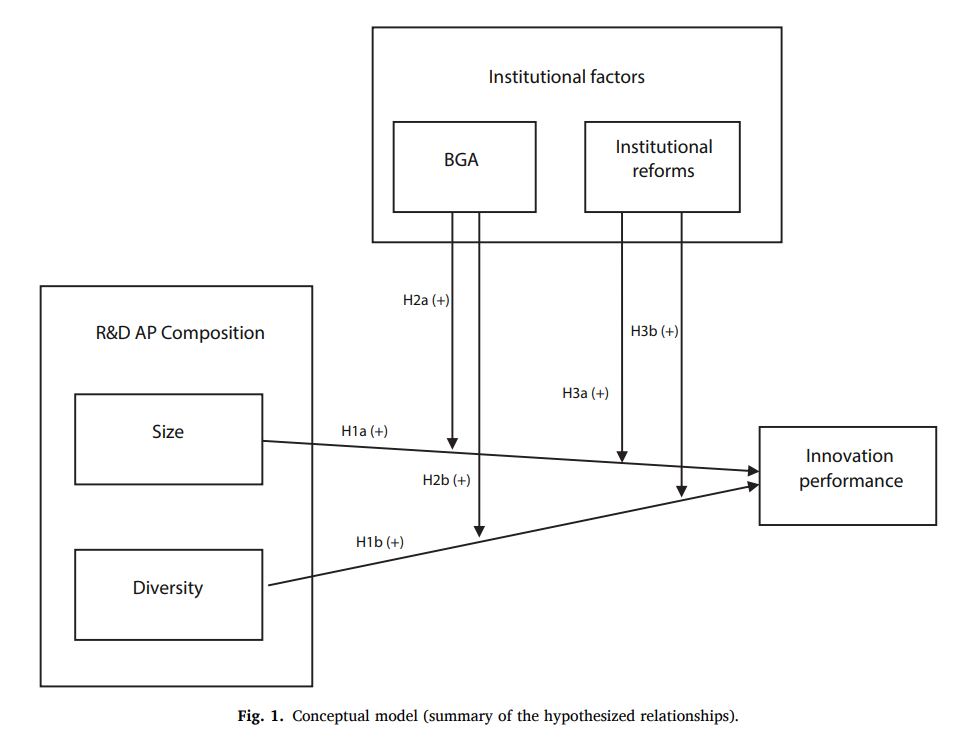 Institutional factors
BGA
Institutional
reforms
H2a (+)
R&D AP Composition
H3b (+)
H3a (+)
Size
H1a (+)
Innovation
performance
H2b (+)
H1b (+)
Diversity
Fig. 1. Conceptual model (summary of the hypothesized relationships).